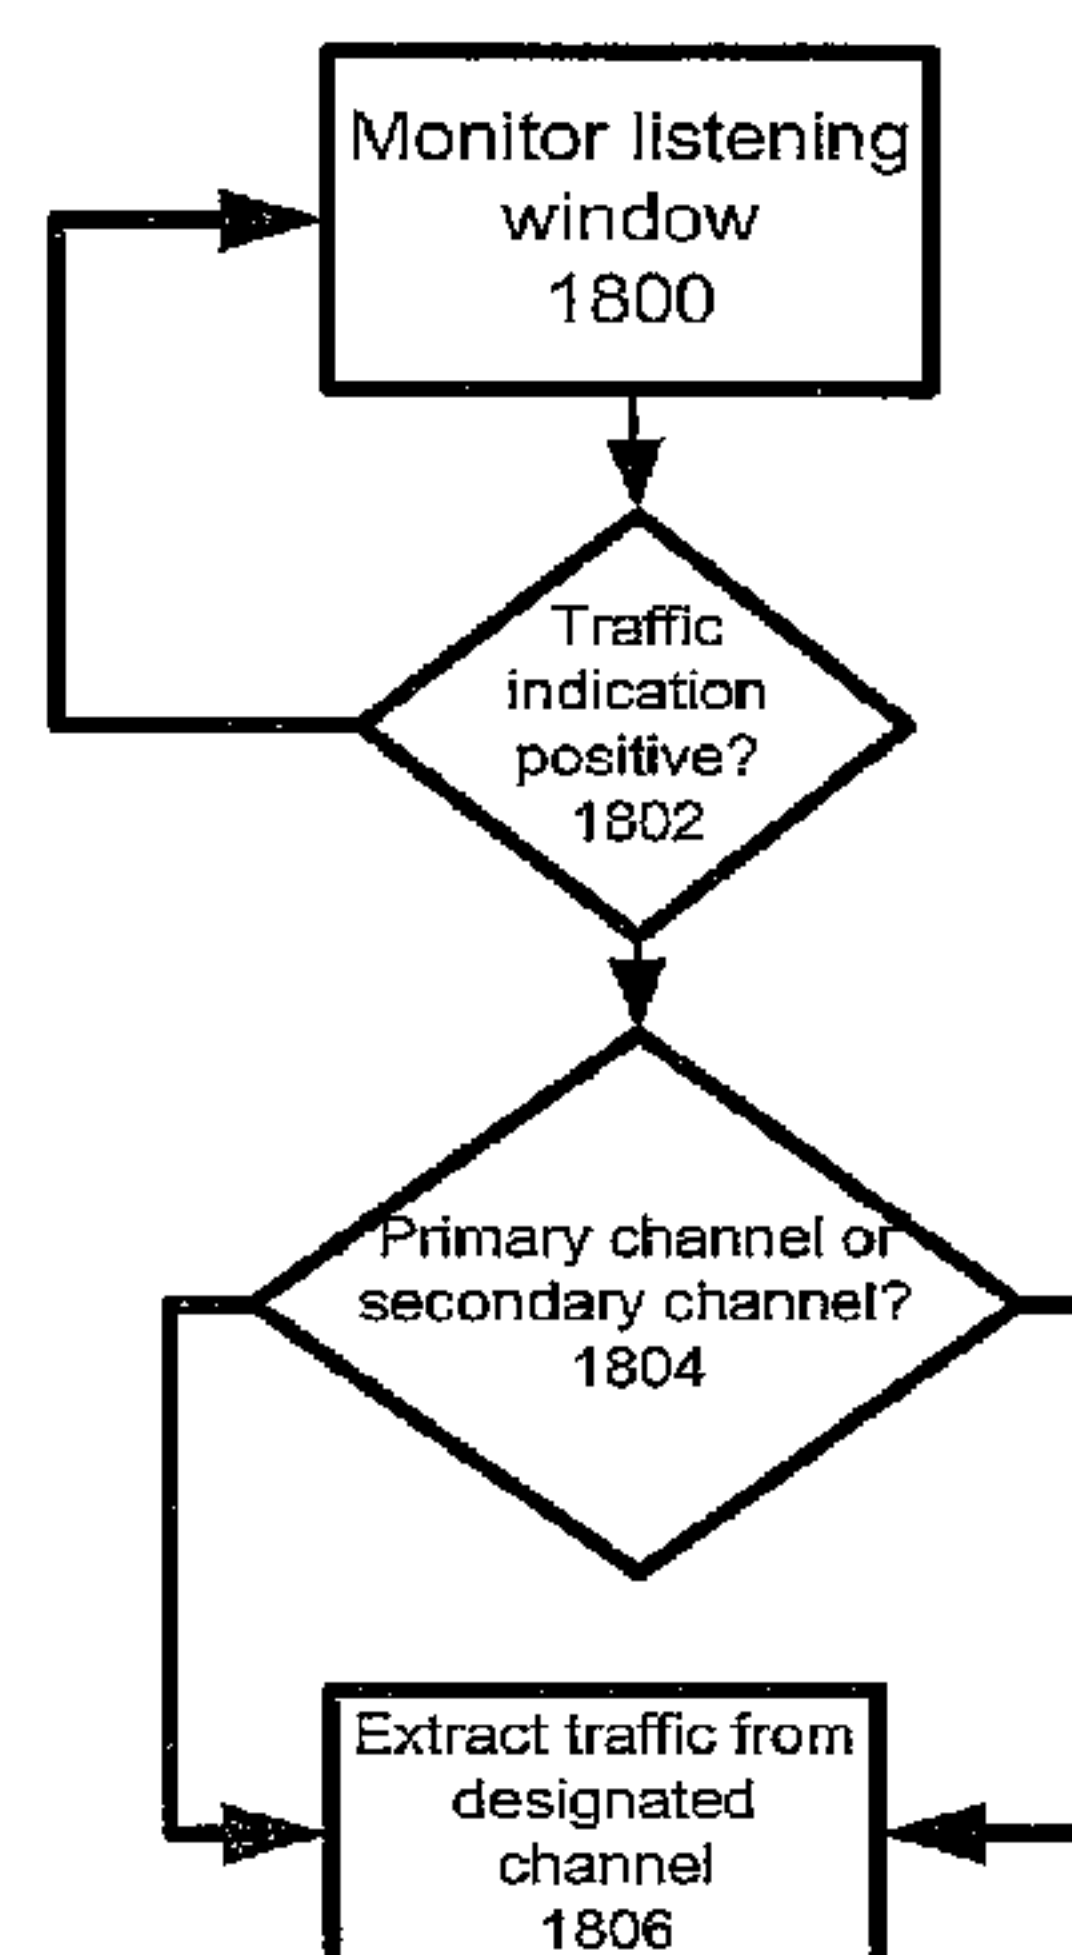 Monitor listening
window
1800
Traffic
indication
positive?
1802
Primary channel or
secondary channel?
1804
Extract traffic from
designated
channel
1806